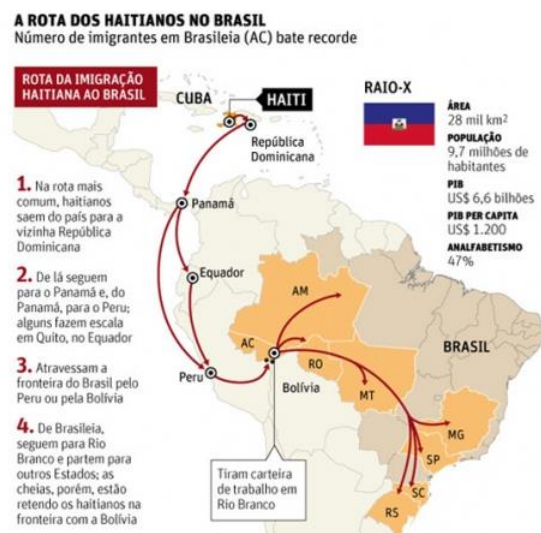 A ROTA DOS HAITIANOS NO BRASIL
Número de imigrantes em Brasileia (AC) bate recorde
ROTA DA IMIGRAÇÃO
HAITIANA AO BRASIL
CUBA
HAITI
República
Dominicana
Panamá
Equador
Peru
Bolívia
BRASIL
AM
AC
RO
MT
MG
SP
SC
RS
Tiram carteira
de trabalho em
Rio Branco
1. Na rota mais
comum, haitianos
saem do país para a
vizinha República
Dominicana
2. De lá seguem
para o Panamá e, do
Panamá, para o Peru;
alguns fazem escala
em Quito, no Equador
3. Atravessam a
fronteira do Brasil pelo
Peru ou pela Bolívia
4. De Brasileia,
seguem para Rio
Branco e partem para
outros Estados; as
cheias, porém, estão
retendo os haitianos na
fronteira com a Bolívia
RAIO-X
ÁREA
28 mil km²
POPULAÇÃO
9,7 milhões de
habitantes
PIB
US$ 6,6 bilhões
PIB PER CAPITA
US$ 1.200
ANALFABETISMO
47%